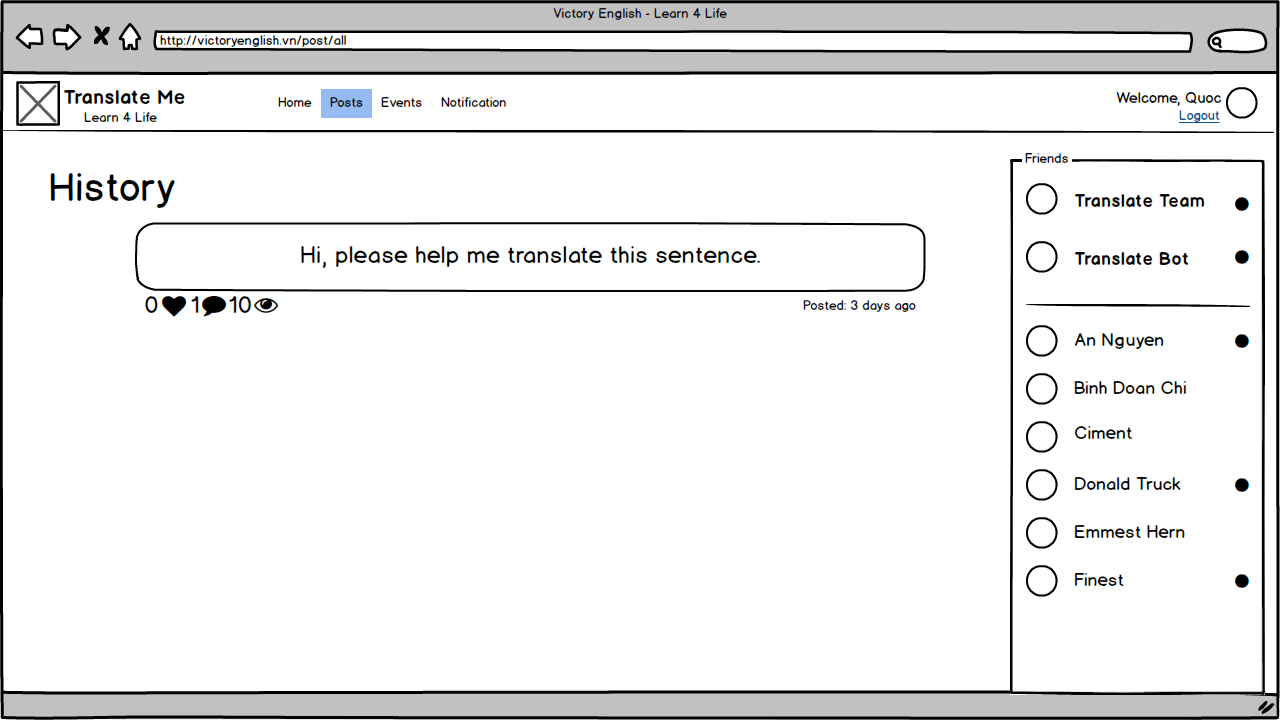 Victory English - Learn 4 Life
http://victoryenglish.vn/post/all
Translate Me
Learn 4 Life
Home Posts Events Notification
Welcome, Quoc
Logout
History
Hi, please help me translate this sentence.
0 1 10
Posted: 3 days ago
Friends
Translate Team
Translate Bot
An Nguyen
Binh Doan Chi
Ciment
Donald Truck
Emmest Hern
Finest